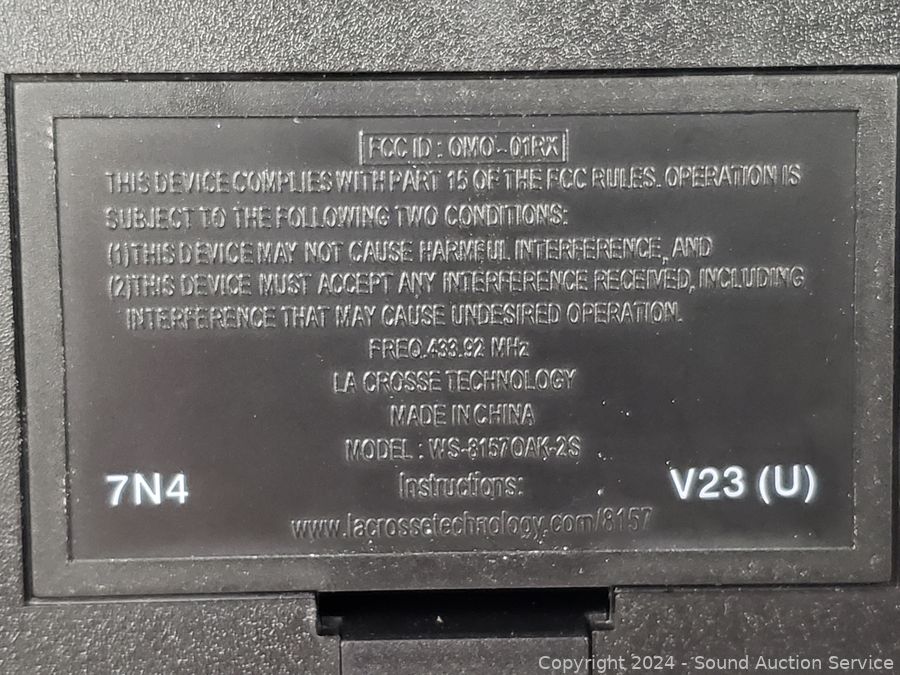 FCC ID : OMO - 01RX
THIS DEVICE COMPLIES WITH PART 15 OF THE FCC RULES. OPERATION IS
SUBJECT TO THE FOLLOWING TWO CONDITIONS:
(1) THIS DEVICE MAY NOT CAUSE HARMFUL INTERFERENCE, AND
(2) THIS DEVICE MUST ACCEPT ANY INTERFERENCE RECEIVED, INCLUDING
INTERFERENCE THAT MAY CAUSE UNDESIRED OPERATION.
FREQ.433.92 MHz
LA CROSSE TECHNOLOGY
MADE IN CHINA
MODEL : WS-8157OAK-2S
7N4
Instructions:
V23 (U)
www.lacrossetechnology.com/8157
Copyright 2024 - Sound Auction Service